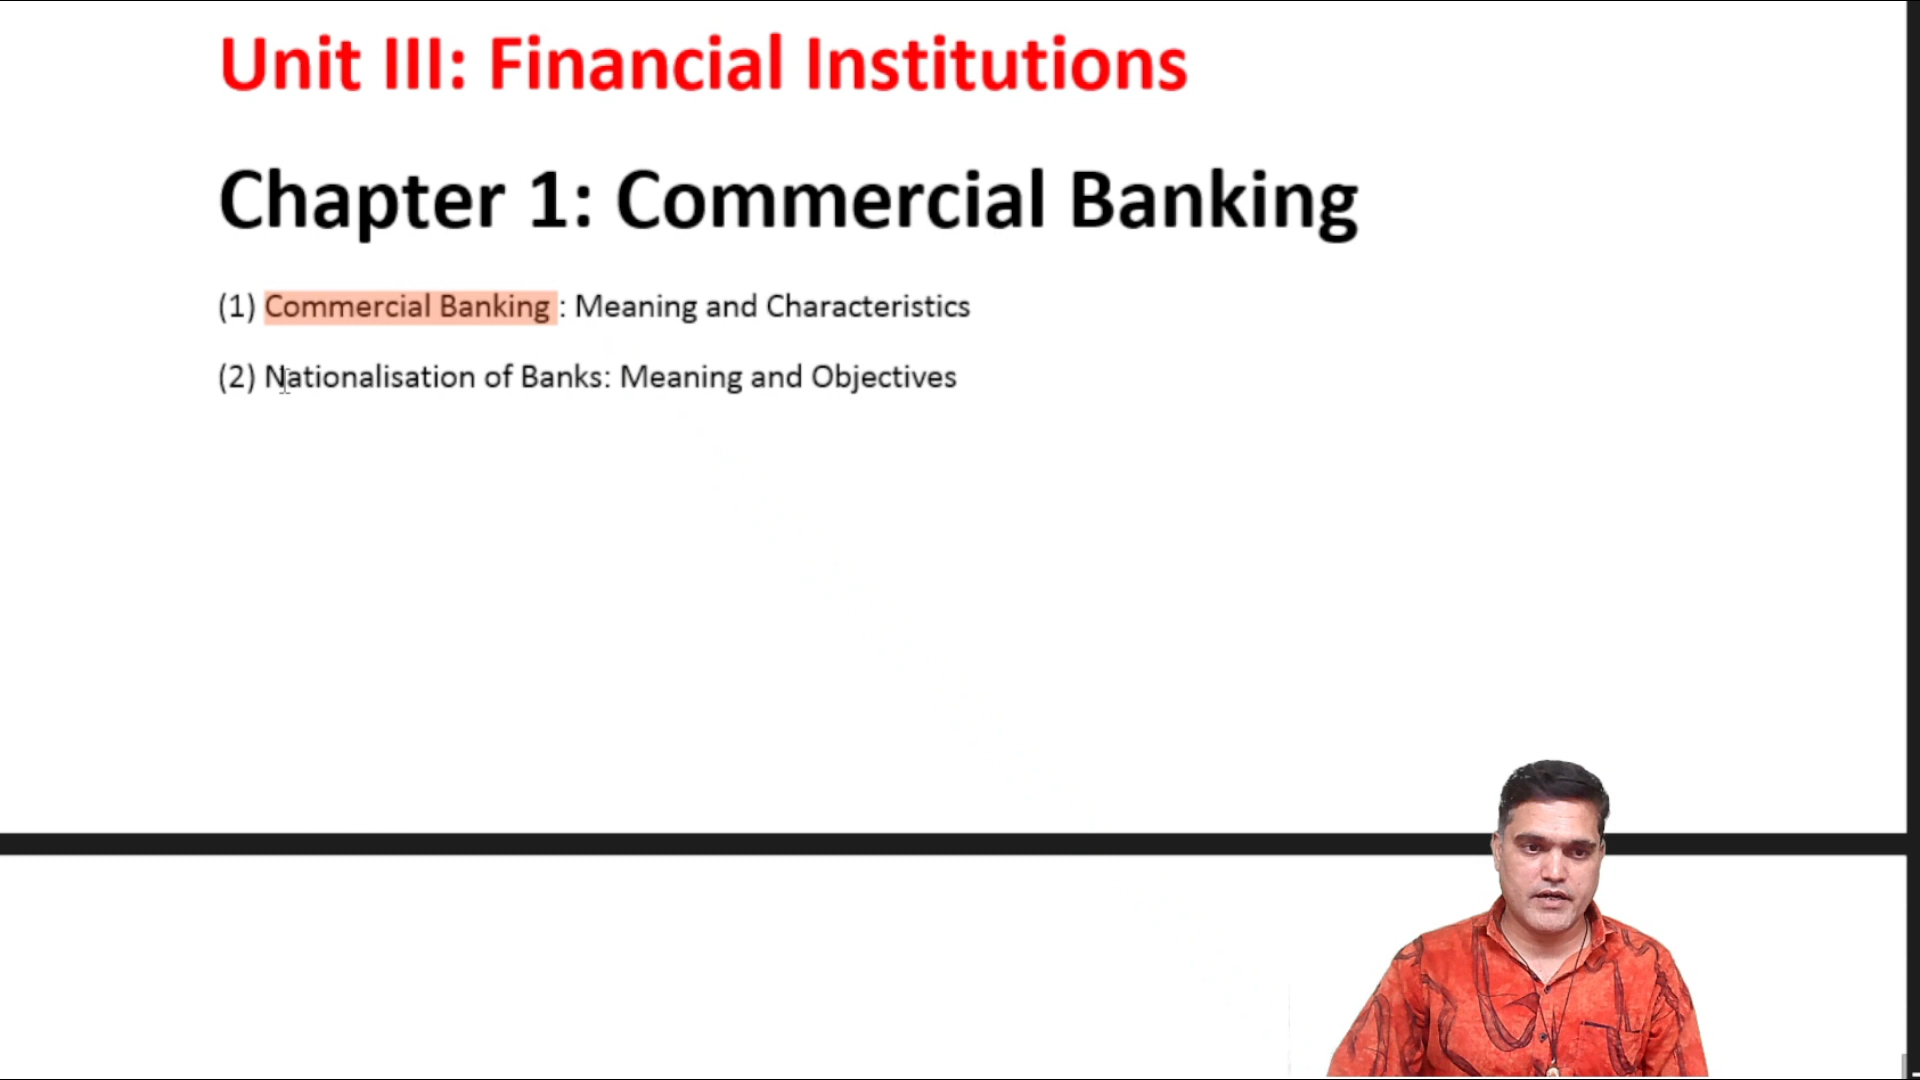 Unit III: Financial Institutions
Chapter 1: Commercial Banking
(1) Commercial Banking : Meaning and Characteristics
(2) Nationalisation of Banks: Meaning and Objectives